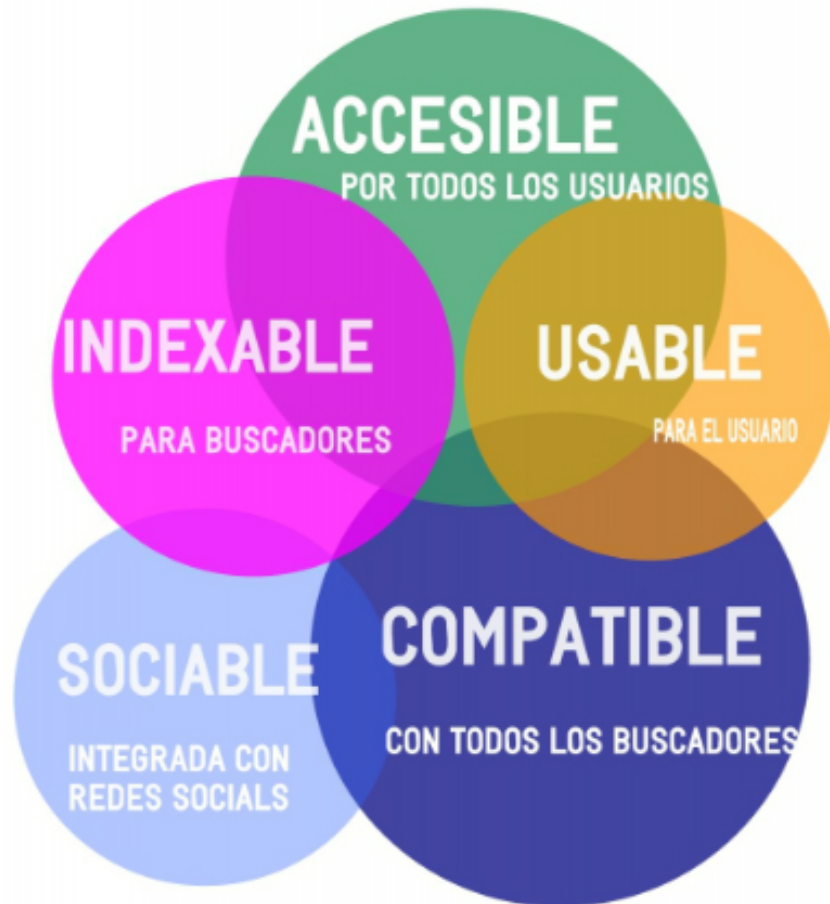 ACCESIBLE
POR TODOS LOS USUARIOS
INDEXABLE
PARA BUSCADORES
USABLE
PARA EL USUARIO
SOCIABLE
INTEGRADA CON
REDES SOCIALS
COMPATIBLE
CON TODOS LOS BUSCADORES